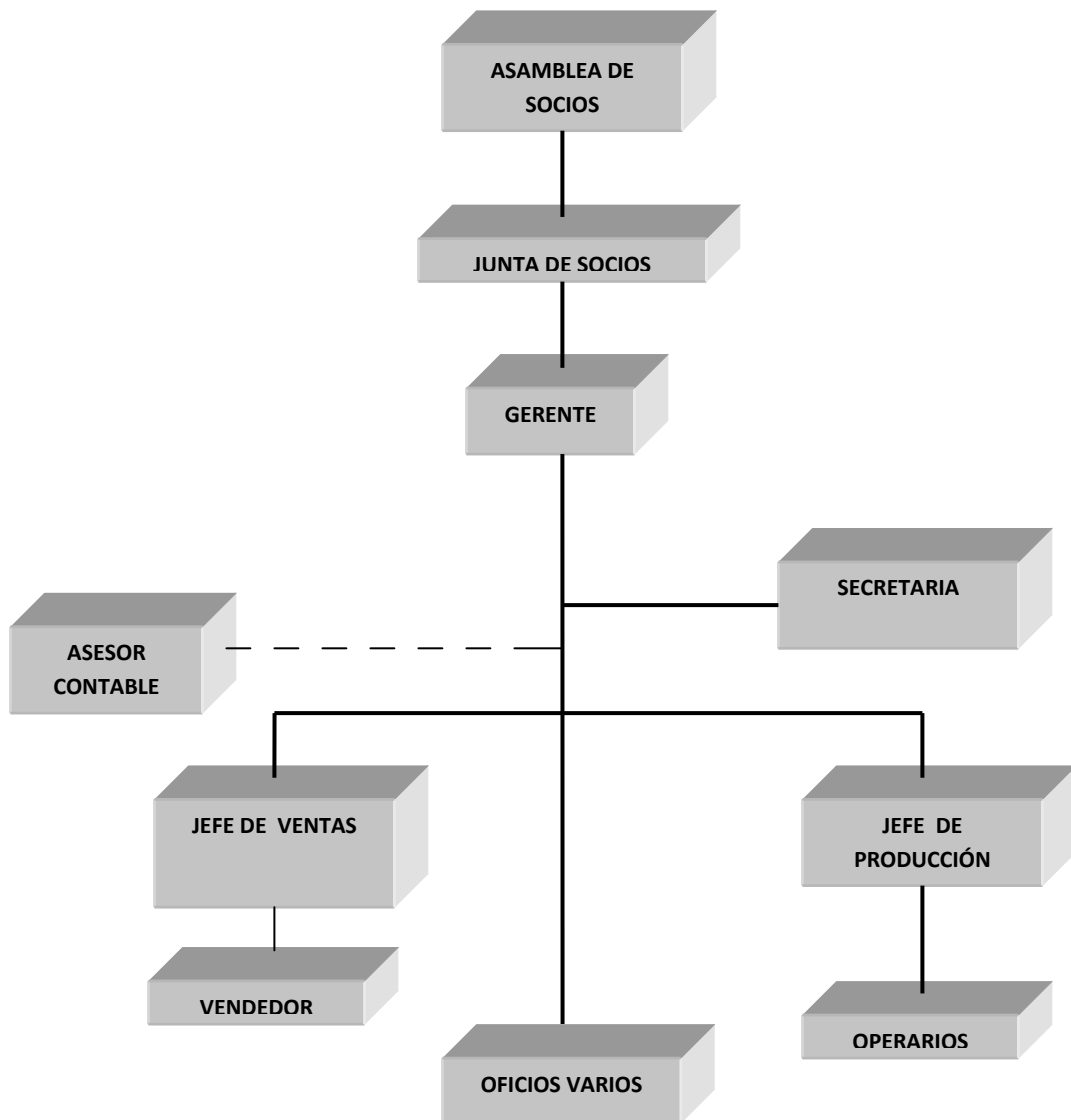 ASAMBLEA DE
SOCIOS
JUNTA DE SOCIOS
GERENTE
SECRETARIA
ASESOR
CONTABLE
JEFE DE VENTAS
JEFE DE
PRODUCCIÓN
VENDEDOR
OPERARIOS
OFICIOS VARIOS